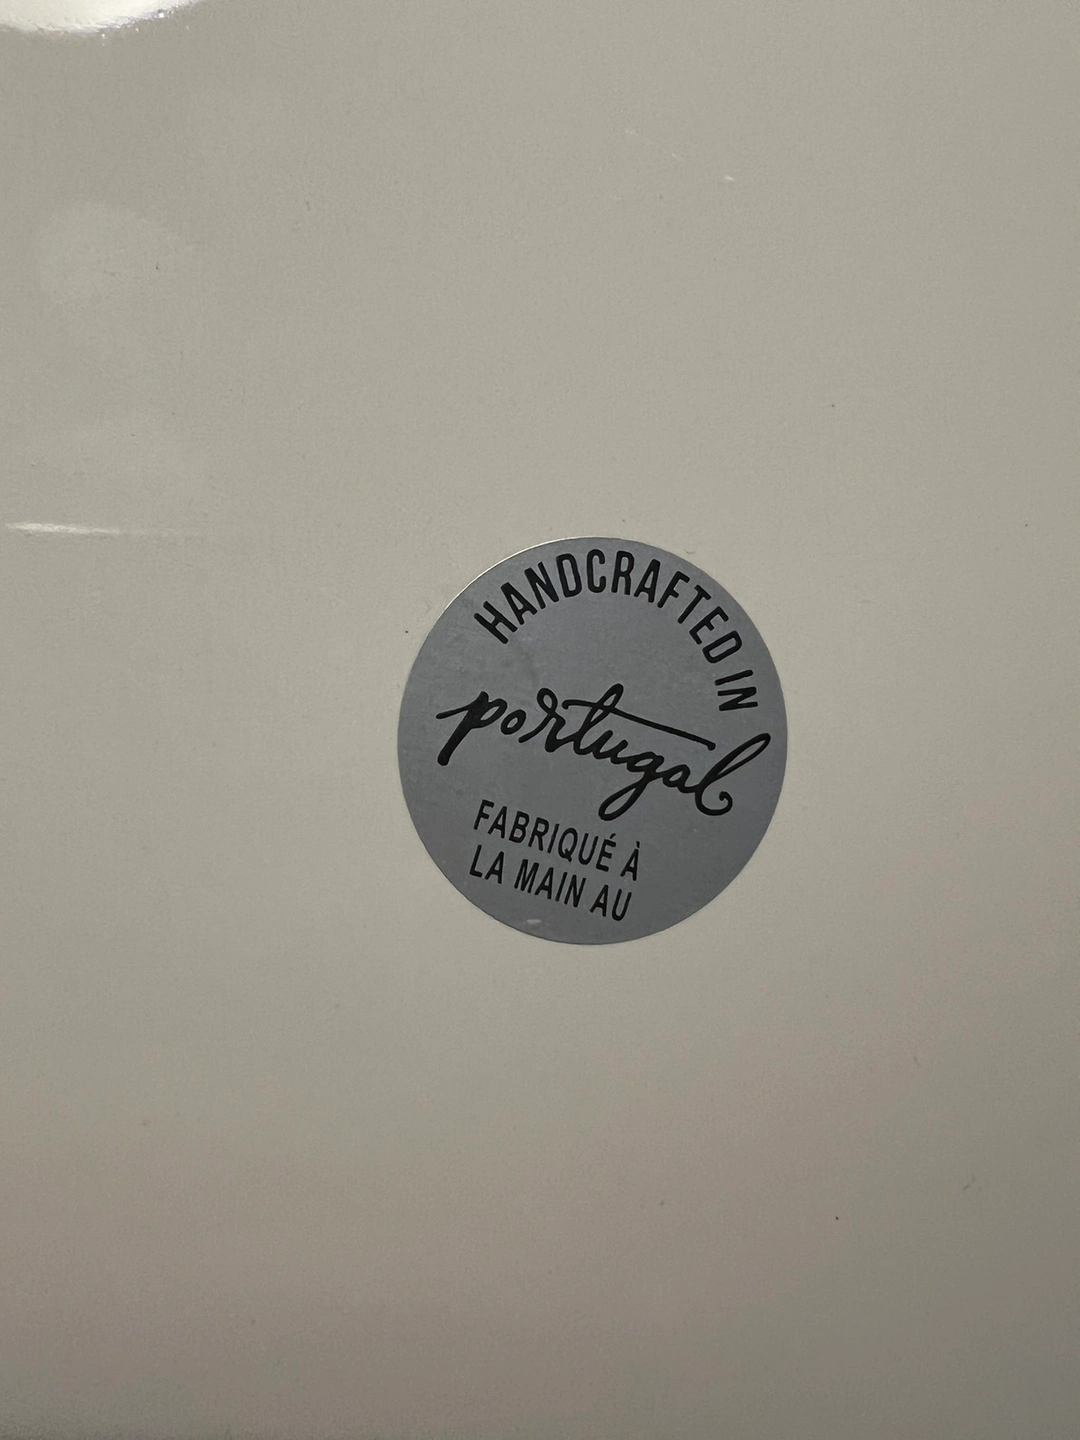 HANDCRAFTED IN
portugal
FABRIQUÉ À
LA MAIN AU